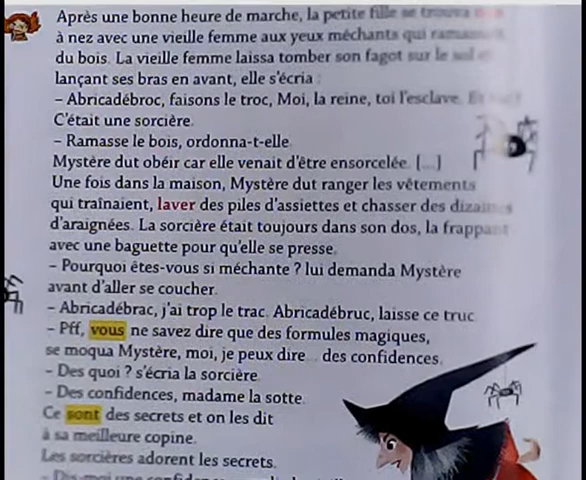 Après une bonne heure de marche, la petite fille se trouva
à nez avec une vieille femme aux yeux méchants qui
du bois. La vieille femme laissa tomber son fagot sur le sol
lançant ses bras en avant, elle s'écria :
– Abricadébroc, faisons le troc, Moi, la reine, toi l'esclave.
C'était une sorcière.
– Ramasse le bois, ordonna-t-elle.
Mystère dut obéir car elle venait d'être ensorcelée. [...]
Une fois dans la maison, Mystère dut ranger les vêtements
qui traînaient, laver des piles d'assiettes et chasser des dizaines
d'araignées. La sorcière était toujours dans son dos, la frappant
avec une baguette pour qu'elle se presse.
– Pourquoi êtes-vous si méchante ? lui demanda Mystère
avant d'aller se coucher.
– Abricadébrac, j'ai trop le trac. Abricadébruc, laisse ce truc.
– Pff, vous ne savez dire que des formules magiques,
se moqua Mystère, moi, je peux dire... des confidences.
– Des quoi ? s'écria la sorcière.
– Des confidences, madame la sotte.
Ce sont des secrets et on les dit
à sa meilleure copine.
Les sorcières adorent les secrets.
– Dis-moi une